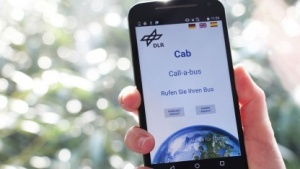 DLR
Cab
Call-a-bus
Rufen Sie Ihren Bus